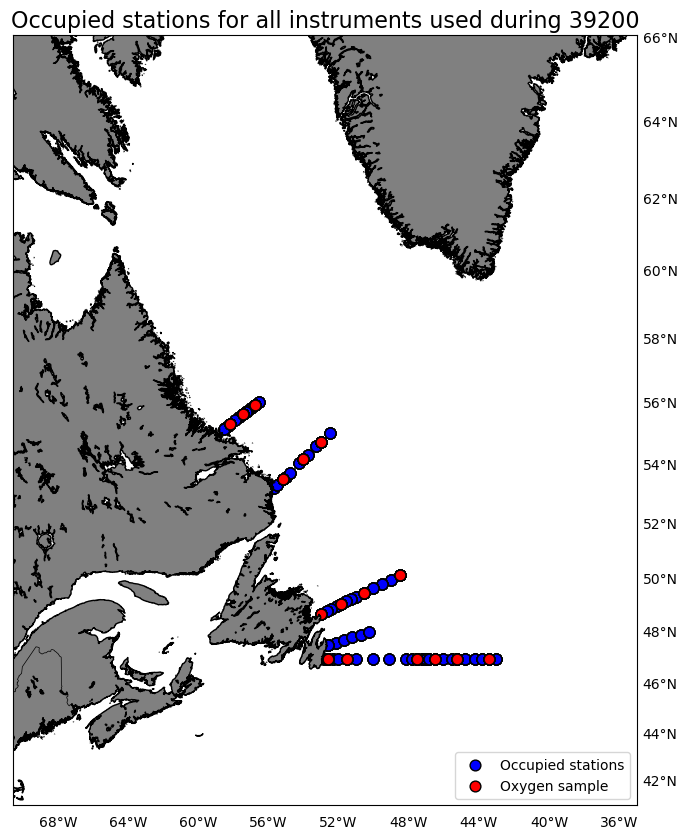 Occupied stations for all instruments used during 39200
66°N
64°N
62°N
60°N
58°N
56°N
54°N
52°N
50°N
48°N
46°N
44°N
42°N
Occupied stations
Oxygen sample
68°W 64°W 60°W 56°W 52°W 48°W 44°W 40°W 36°W